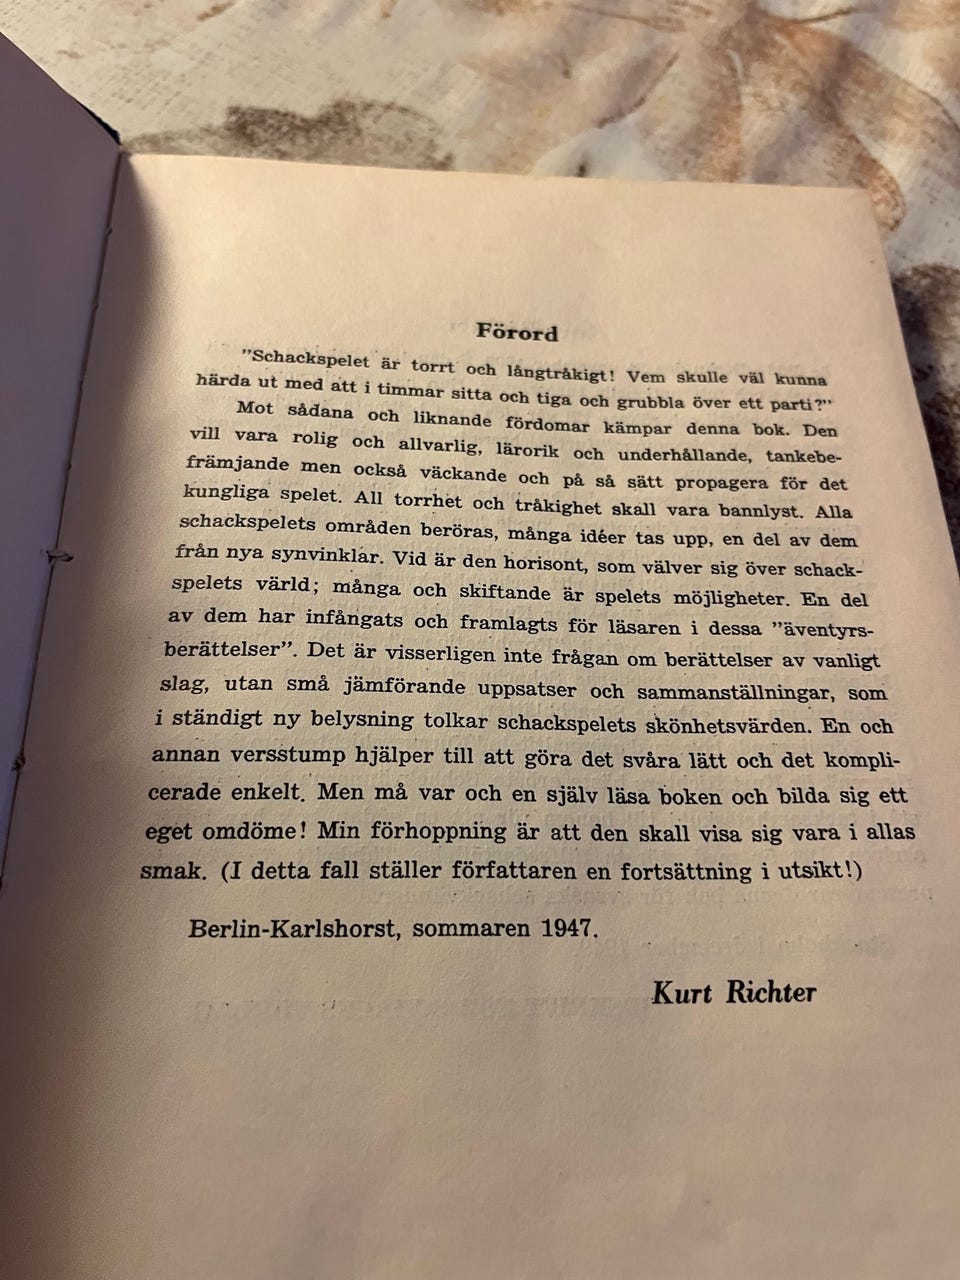 Förord
"Schackspelet är torrt och långtråkigt! Vem skulle väl kunna
härda ut med att i timmar sitta och tiga och grubbla över ett parti?"
Mot sådana och liknande fördomar kämpar denna bok. Den
vill vara rolig och allvarlig, lärorik och underhållande, tankebe-
främjande men också väckande och på så sätt propagera för det
kungliga spelet. All torrhet och tråkighet skall vara bannlyst. Alla
schackspelets områden beröras, många idéer tas upp, en del av dem
från nya synvinklar. Vid är den horisont, som välver sig över schack-
spelets värld; många och skiftande är spelets möjligheter. En del
av dem har infångats och framlagts för läsaren i dessa "äventyrs-
berättelser". Det är visserligen inte frågan om berättelser av vanligt
slag, utan små jämförande uppsatser och sammanställningar, som
i ständigt ny belysning tolkar schackspelets skönhetsvärden. En och
annan versstump hjälper till att göra det svåra lätt och det kompli-
cerade enkelt. Men må var och en själv läsa boken och bilda sig ett
eget omdöme! Min förhoppning är att den skall visa sig vara i allas
smak. (I detta fall ställer författaren en fortsättning i utsikt!)
Berlin-Karlshorst, sommaren 1947.
Kurt Richter